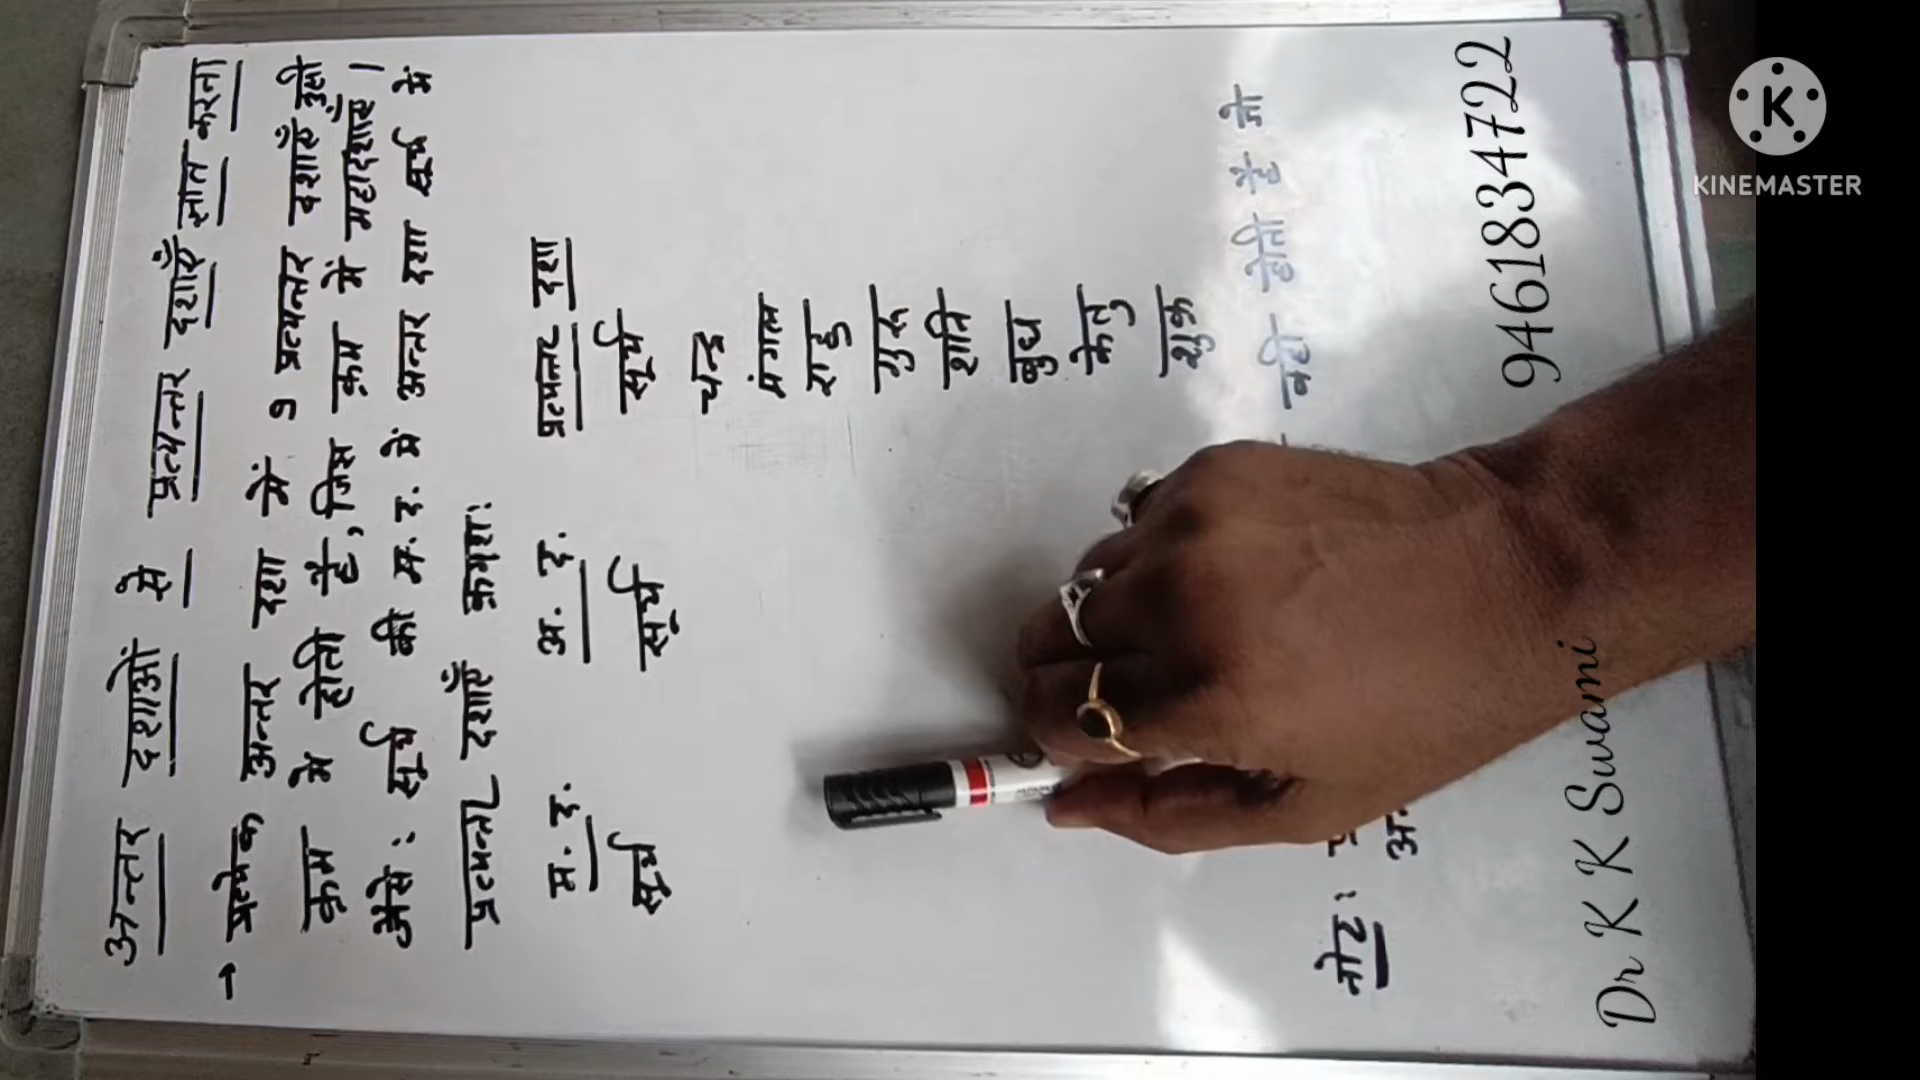 अन्तर दशाओं से प्रत्यन्तर दशाएँ ज्ञात करना
→ प्रत्येक अन्तर दशा में 9 प्रत्यन्तर दशाएँ उसी
क्रम में होती हैं, जिस क्रम में महादशाएँ।
जैसे: सूर्य की म. द. में अन्तर दशा सूर्य में
प्रत्यन्तर दशाएँ क्रमश:
म. द. अ. द. प्रत्यन्तर दशा
सूर्य सूर्य सूर्य
चन्द्र
मंगल
राहु
गुरू
शनि
बुध
केतु
शुक्र
नोट: वही होती है जो
9461834722
Dr K K Swami
KINEMASTER